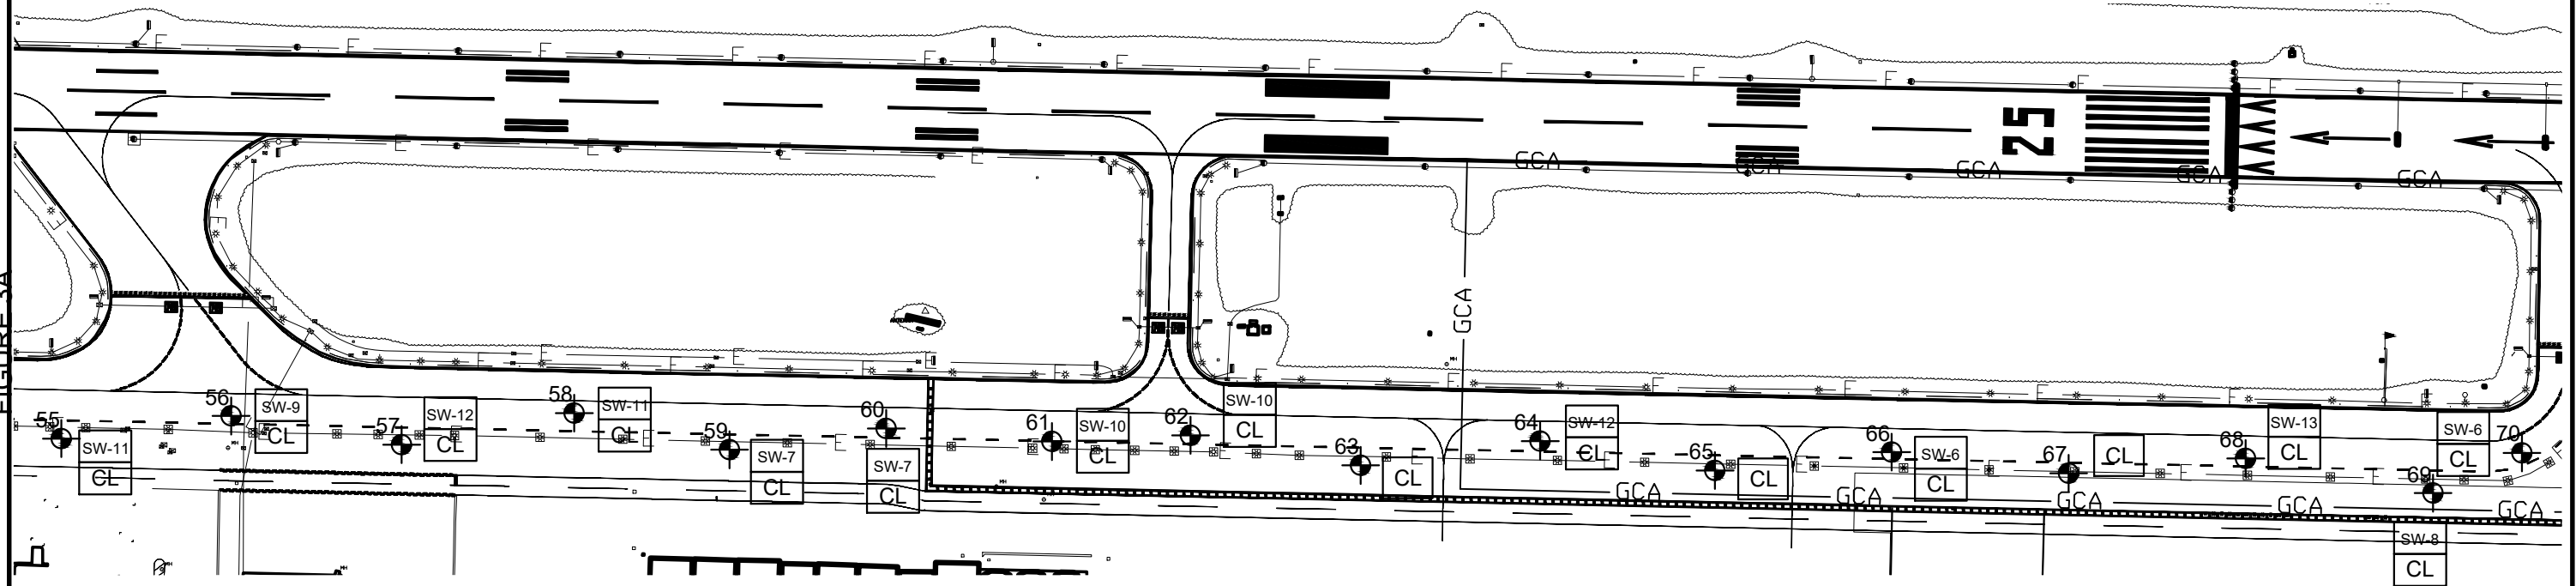 GCA
GCA
GCA
GCA
GCA
25
GCA
FIGURE 3A
55
SW-11
CL
56
SW-9
CL
57
SW-12
CL
58
SW-11
CL
59
SW-7
CL
60
SW-7
CL
61
SW-10
CL
62
SW-10
CL
63
CL
64
SW-12
CL
65
CL
66
SW-6
CL
67
CL
68
SW-13
CL
69
SW-8
CL
70
SW-6
CL
GCA
GCA
GCA
GCA
GCA